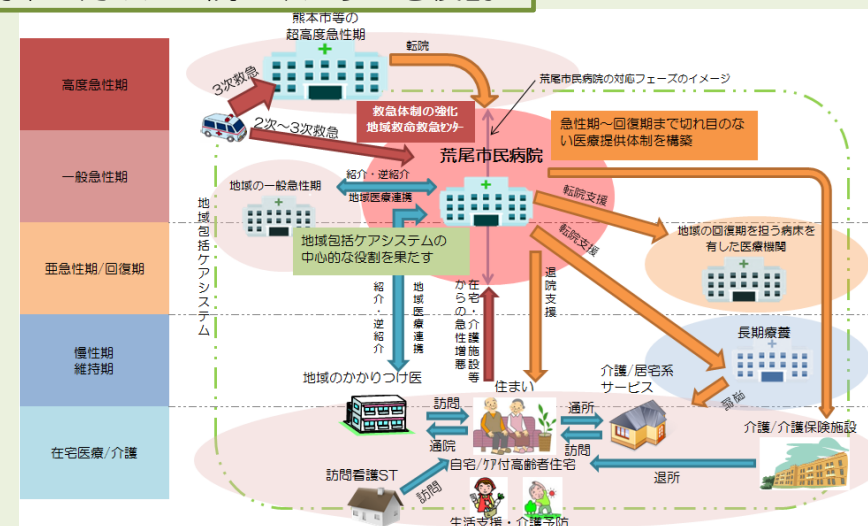 熊本市等の
超高度急性期
転院
高度急性期
3次救急
荒尾市民病院の対応フェーズのイメージ
救急体制の強化
地域救命救急ｾﾝﾀｰ
急性期～回復期まで切れ目のな
い医療提供体制を構築
2次～3次救急
荒尾市民病院
一般急性期
地域の一般急性期
紹介・逆紹介
地域医療連携
転院支援
転院支援
地域包括ケアシステム
地域の回復期を担う病床を
有した医療機関
地域包括ケアシステムの
中心的な役割を果たす
亜急性期/回復期
退院支援
紹介・逆紹介
地域医療連携
在宅・介護施設等
からの急性増悪
慢性期
維持期
長期療養
地域のかかりつけ医
住まい
介護/居宅系
サービス
訪問
通所
介護/介護保険施設
在宅医療/介護
通院
訪問
訪問看護ST
自宅/ｹｱ付高齢者住宅
退所
訪問
生活支援・介護予防